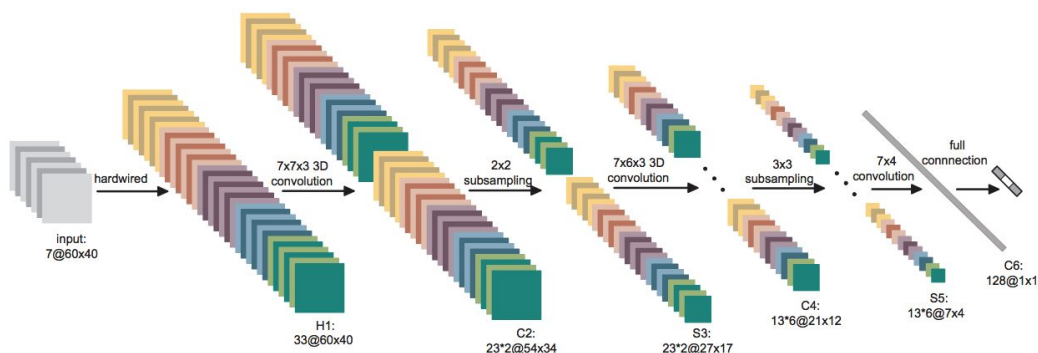 input:
7@60x40
hardwired
H1:
33@60x40
7x7x3 3D
convolution
C2:
23*2@54x34
2x2
subsampling
S3:
23*2@27x17
7x6x3 3D
convolution
C4:
13*6@21x12
3x3
subsampling
S5:
13*6@7x4
7x4
convolution
C6:
128@1x1
full
connnection